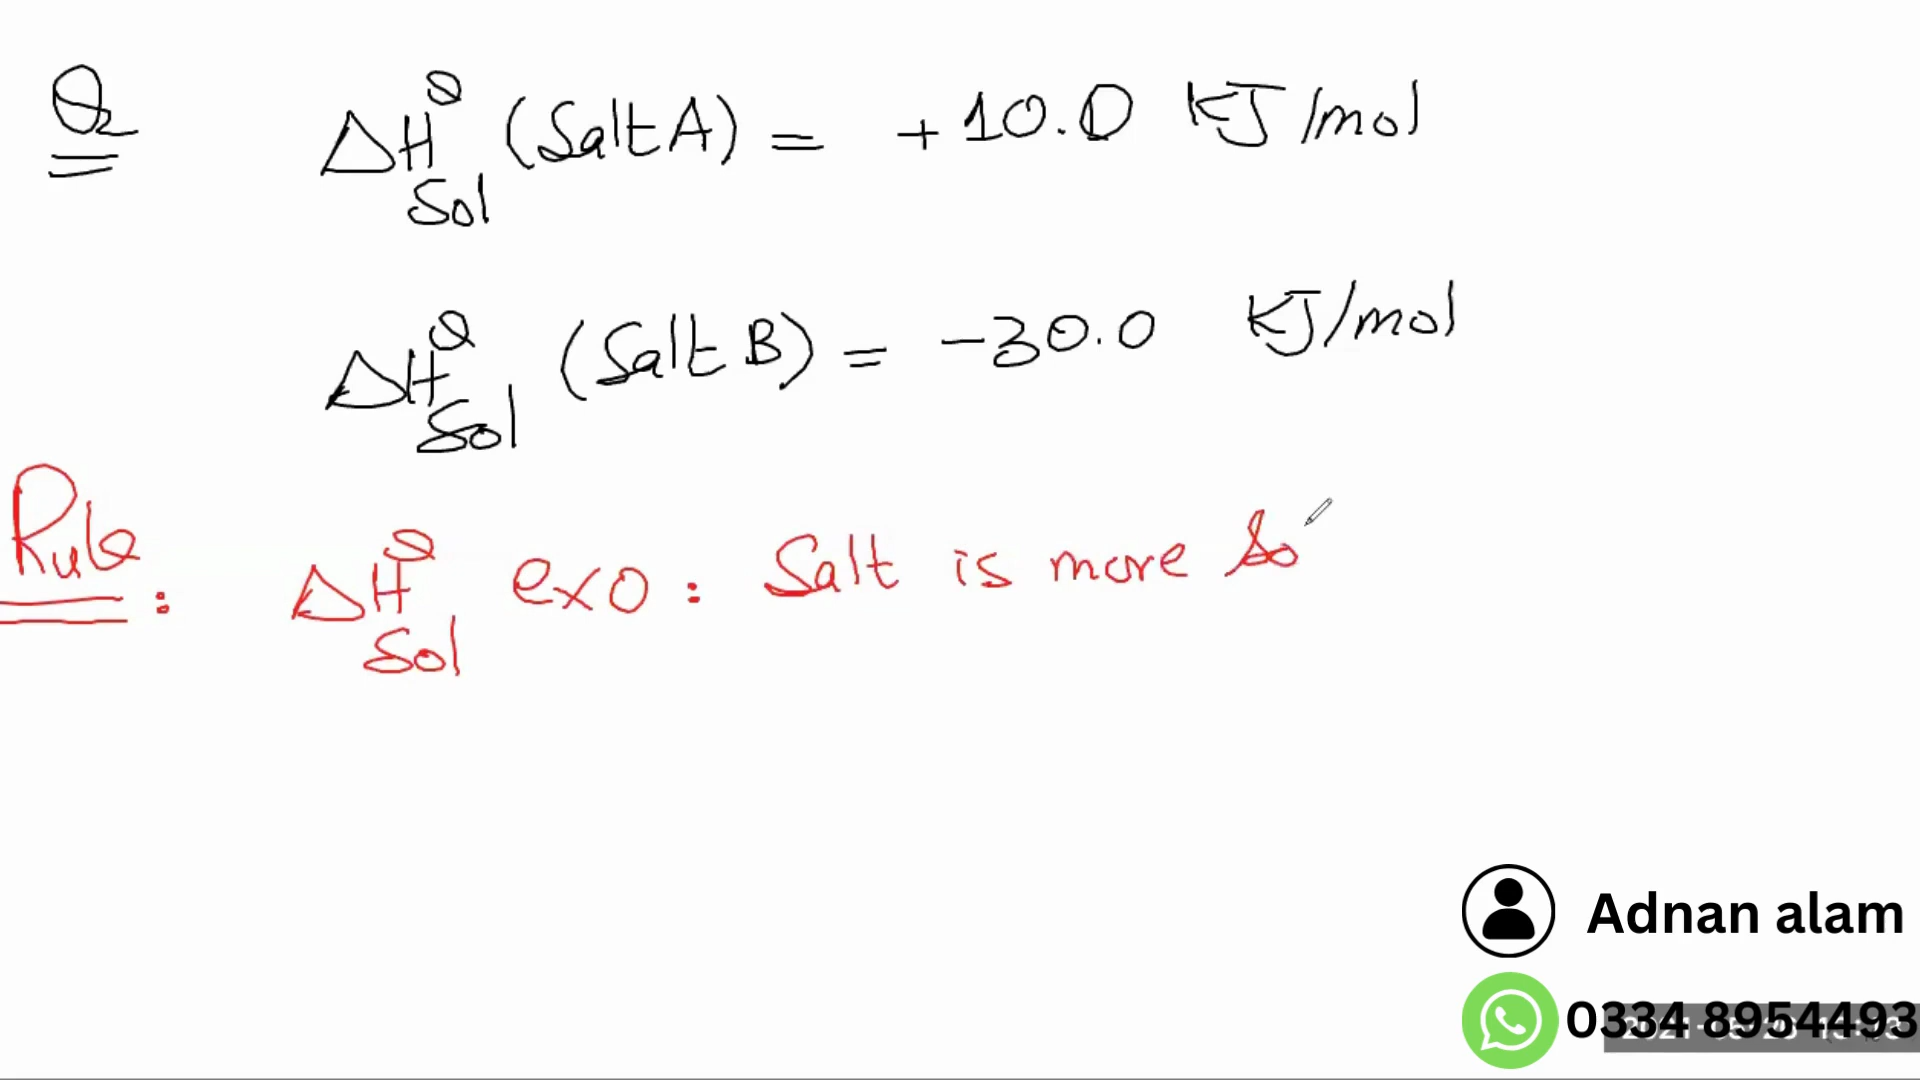 Q2 ΔH°sol (Salt A) = +10.0 KJ/mol
ΔH°sol (Salt B) = -30.0 KJ/mol
Rule: ΔH°sol exo: Salt is more So
Adnan alam
0334 8954493